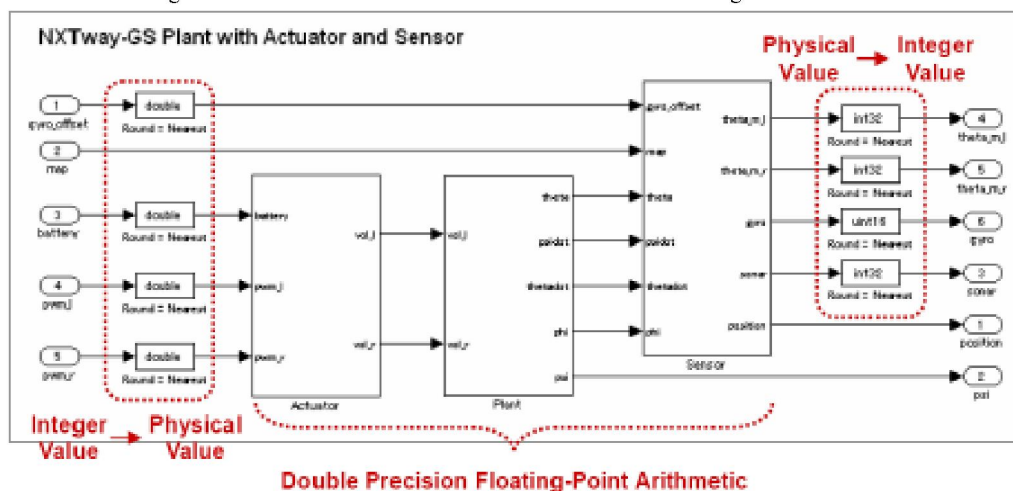 NXTway-GS Plant with Actuator and Sensor
Physical Value
Integer Value
1
gyro_offset
double
Round = Nearest
2
map
3
battery
double
Round = Nearest
4
pwm_l
double
Round = Nearest
5
pwm_r
double
Round = Nearest
battery
pwm_l
pwm_r
vol_l
vol_r
Actuator
vol_l
vol_r
theta
psidot
thetadot
phi
psi
Plant
gyro_offset
map
theta
psidot
thetadot
phi
theta_m_l
theta_m_r
gyro
sonar
position
Sensor
int32
Round = Nearest
int32
Round = Nearest
uint16
Round = Nearest
int32
Round = Nearest
4
theta_m_l
5
theta_m_r
6
gyro
3
sonar
1
position
2
psi
Integer Value
Physical Value
Double Precision Floating-Point Arithmetic